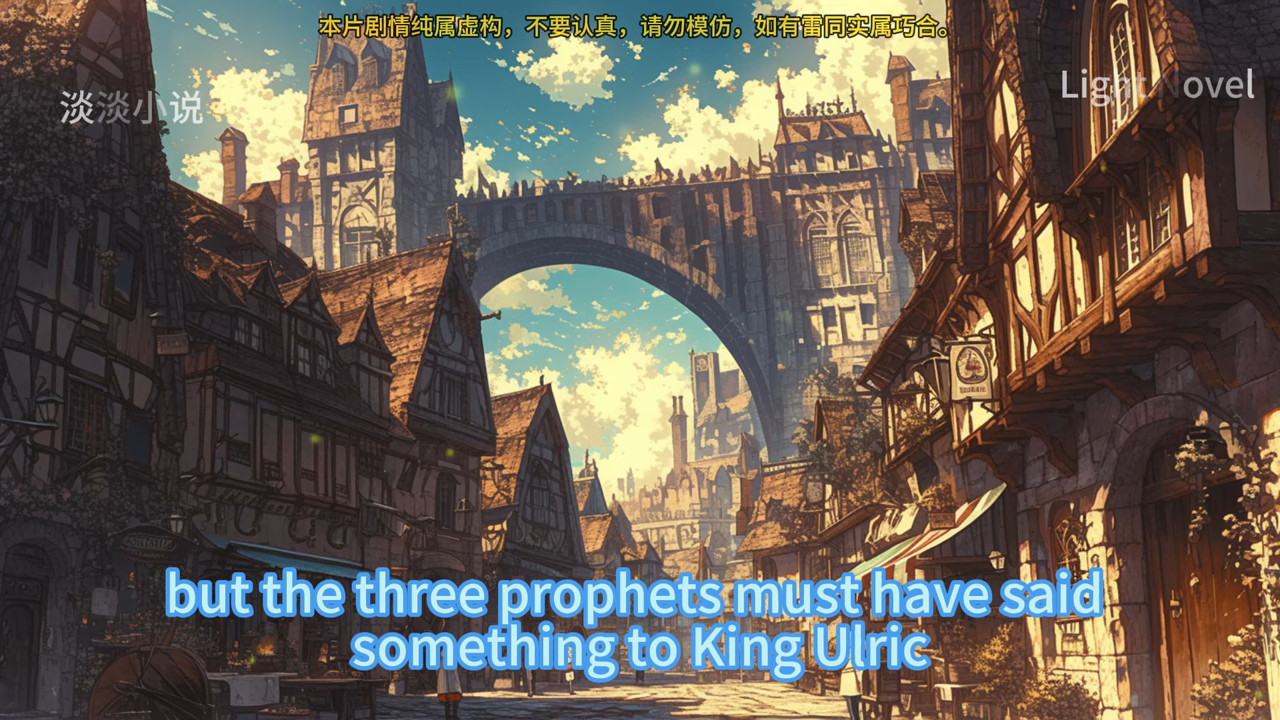 本片剧情纯属虚构，不要认真，请勿模仿，如有雷同实属巧合。
淡淡小说
Light Novel
but the three prophets must have said
something to King Ulric